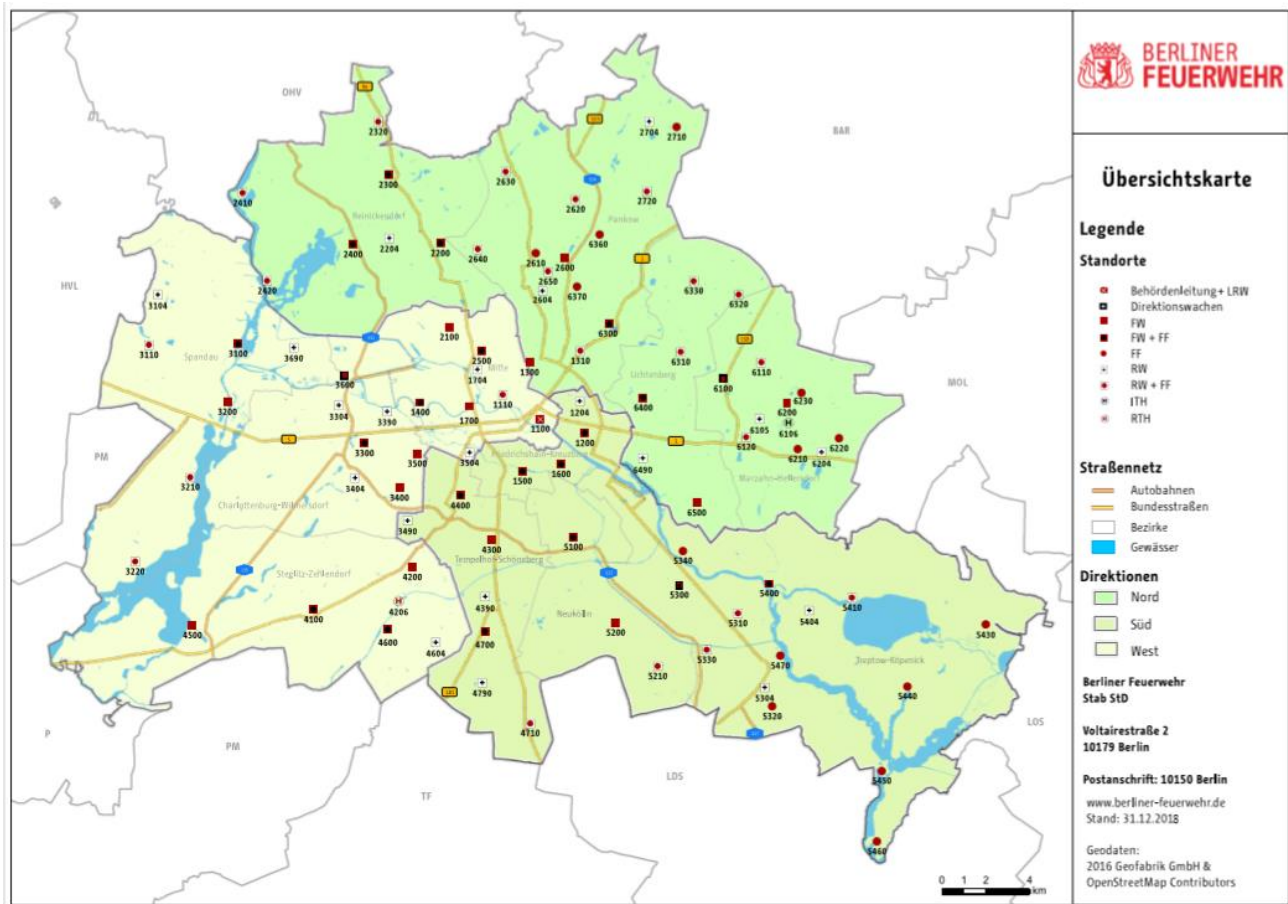 BERLINER
FEUERWEHR
Übersichtskarte
Legende
Standorte
Behördenleitung+ LRW
Direktionswachen
FW
FW + FF
FF
RW
RW + FF
ITH
RTH
Straßennetz
Autobahnen
Bundesstraßen
Bezirke
Gewässer
Direktionen
Nord
Süd
West
Berliner Feuerwehr
Stab StD
Voltairestraße 2
10179 Berlin
Postanschrift: 10150 Berlin
www.berliner-feuerwehr.de
Stand: 31.12.2018
Geodaten:
2016 Geofabrik GmbH &
OpenStreetMap Contributors
OHV
BAR
2320
2704
2710
2300
2630
2410
2620
2720
Reinickendorf
Pankow
2204
2400
2200
2640
2610
2600
6360
2650
2604
6370
HVL
2420
3104
6330
6320
2100
6300
3110
Spandau
3100
3690
2500
1704
Mitte
1300
1310
6310
6110
MOL
Lichtenberg
3600
6100
3200
3304
3390
1400
1700
1110
1204
6400
6230
6200
6105
6106
1100
1200
6120
6220
PM
3300
3500
3504
Friedrichshain-Kreuzberg
1600
1500
6490
6210
6204
3210
3404
3400
Marzahn-Hellersdorf
Charlottenburg-Wilmersdorf
4400
6500
3490
4300
5100
5340
3220
Tempelhof-Schöneberg
Steglitz-Zehlendorf
4200
4206
5300
5400
4390
5410
4100
Neukölln
5310
5404
4500
4600
4700
5200
5430
4604
5330
5470
Treptow-Köpenick
5210
4790
5304
5440
5320
4710
P
PM
LOS
LDS
5450
TF
5460
0 1 2 4
km